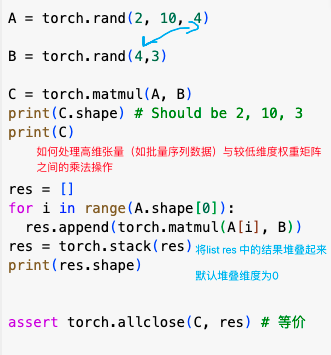 A = torch.rand(2, 10, 4)
B = torch.rand(4,3)
C = torch.matmul(A, B)
print(C.shape) # Should be 2, 10, 3
print(C)
如何处理高维张量（如批量序列数据）与较低维度权重矩阵
之间的乘法操作
res = []
for i in range(A.shape[0]):
  res.append(torch.matmul(A[i], B))
res = torch.stack(res) 将list res 中的结果堆叠起来
print(res.shape) 默认堆叠维度为0
assert torch.allclose(C, res) # 等价